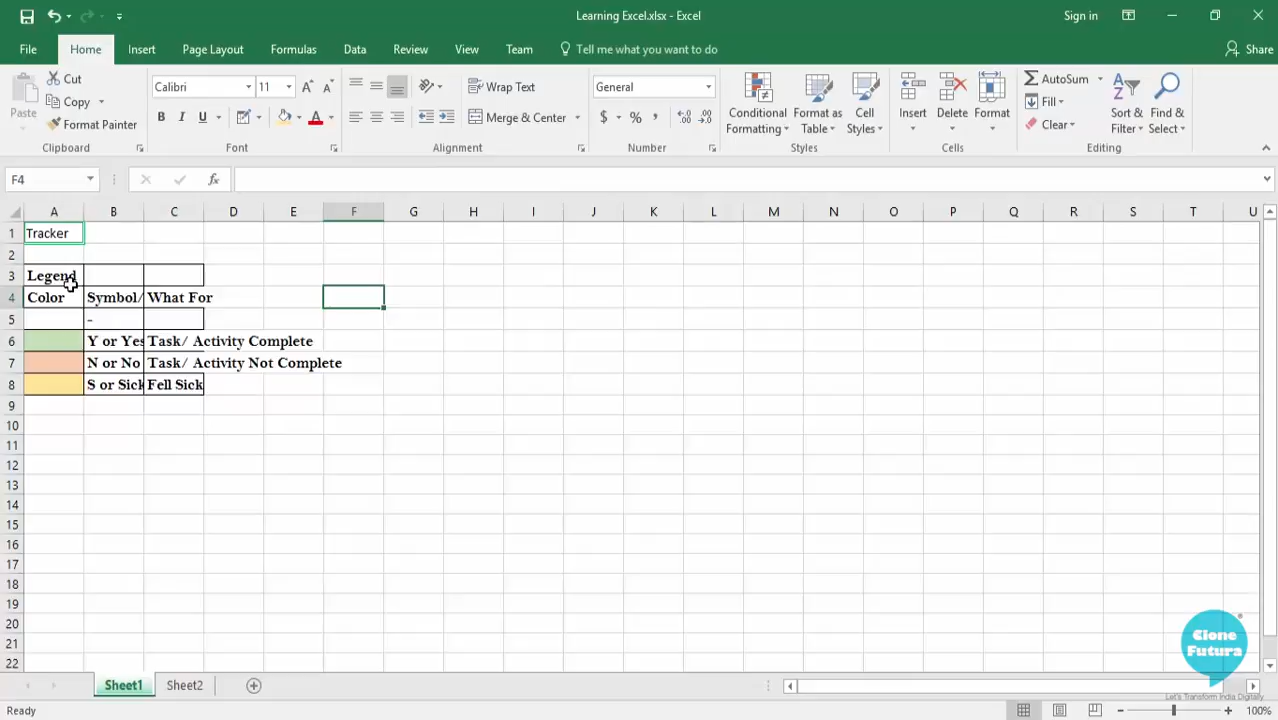 Learning Excel.xlsx - Excel
Sign in
File Home Insert Page Layout Formulas Data Review View Team Tell me what you want to do Share
Paste
Cut
Copy
Format Painter
Clipboard
Calibri 11
B I U
Font
Wrap Text
Merge & Center
Alignment
General
$ % ,
Number
Conditional Formatting
Format as Table
Cell Styles
Styles
Insert
Delete
Format
Cells
AutoSum
Fill
Clear
Sort & Filter
Find & Select
Editing
F4 fx
A B C D E F G H I J K L M N O P Q R S T U
1 Tracker
2
3 Legend
4 Color Symbol/ What For
5 -
6 Y or Yes Task/ Activity Complete
7 N or No Task/ Activity Not Complete
8 S or Sick Fell Sick
9
10
11
12
13
14
15
16
17
18
19
20
21
22
Clone
Futura
Let's Transform India Digitally
Sheet1 Sheet2
Ready
100%